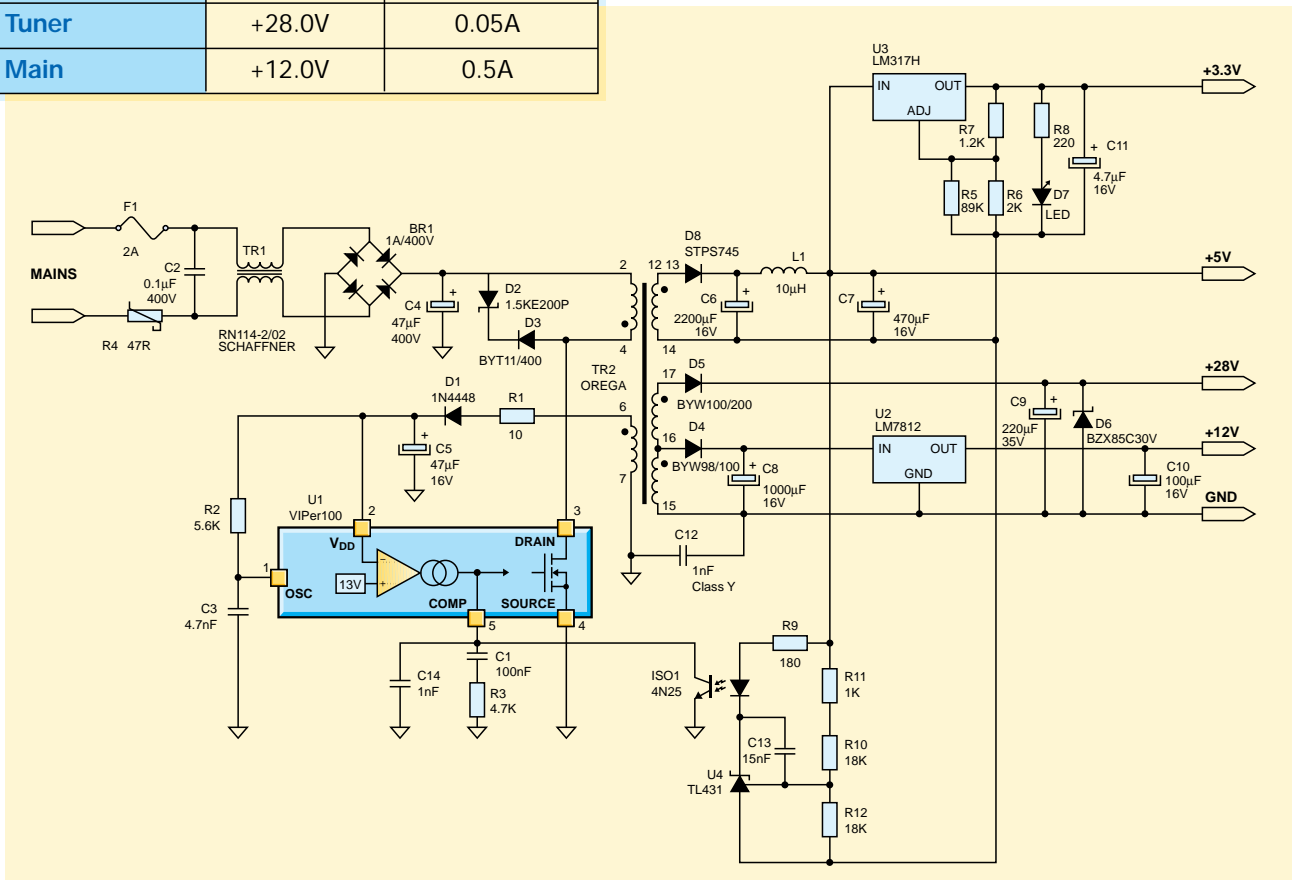 Tuner +28.0V 0.05A
Main +12.0V 0.5A
U3
LM317H
IN OUT
ADJ
+3.3V
R7
1.2K
R8
220
C11
+
4.7µF
16V
R5
89K
R6
2K
D7
LED
F1
2A
MAINS
C2
0.1µF
400V
TR1
RN114-2/02
SCHAFFNER
R4 47R
BR1
1A/400V
C4
+
47µF
400V
D2
1.5KE200P
D3
BYT11/400
2
4
12 13
14
D8
STPS745
L1
10µH
C6
+
2200µF
16V
C7
+
470µF
16V
+5V
TR2
OREGA
17
D5
BYW100/200
16
D4
BYW98/100
15
C8
+
1000µF
16V
U2
LM7812
IN OUT
GND
C9
+
220µF
35V
D6
BZX85C30V
+28V
+12V
C10
+
100µF
16V
GND
D1
1N4448
R1
10
6
7
C5
+
47µF
16V
R2
5.6K
U1
VIPer100
2
3
VDD
DRAIN
13V
−
+
1
OSC
COMP
SOURCE
5
4
C3
4.7nF
C12
1nF
Class Y
C14
1nF
C1
100nF
R3
4.7K
ISO1
4N25
R9
180
R11
1K
C13
15nF
R10
18K
U4
TL431
R12
18K